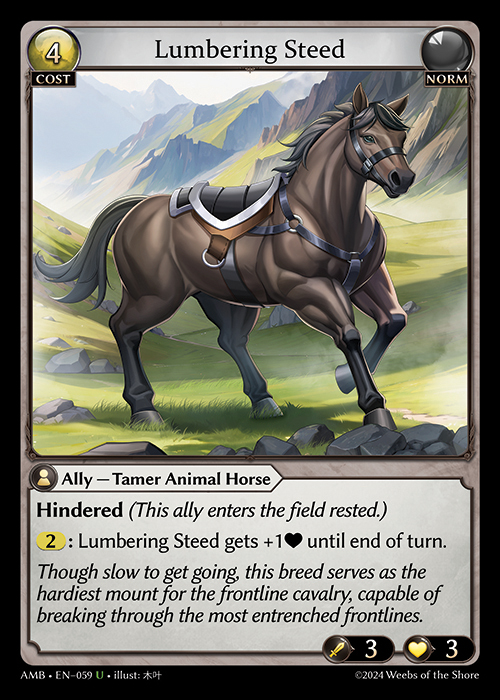 4
Lumbering Steed
COST
NORM
Ally — Tamer Animal Horse
Hindered (This ally enters the field rested.)
2 : Lumbering Steed gets +1♥ until end of turn.
Though slow to get going, this breed serves as the
hardiest mount for the frontline cavalry, capable of
breaking through the most entrenched frontlines.
3 3
AMB • EN-059 U • illust: 木叶 ©2024 Weebs of the Shore